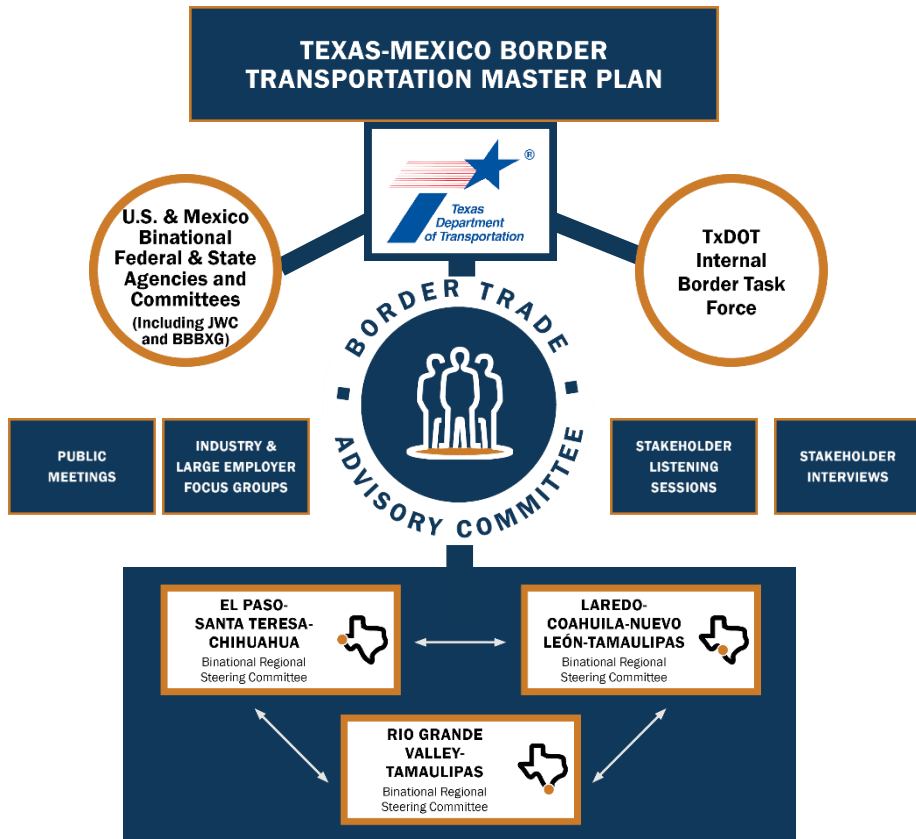 TEXAS-MEXICO BORDER
TRANSPORTATION MASTER PLAN
®
Texas
Department
of Transportation
U.S. & Mexico
Binational
Federal & State
Agencies and
Committees
(Including JWC
and BBBXG)
TxDOT
Internal
Border Task
Force
BORDER TRADE
ADVISORY COMMITTEE
PUBLIC
MEETINGS
INDUSTRY &
LARGE EMPLOYER
FOCUS GROUPS
STAKEHOLDER
LISTENING
SESSIONS
STAKEHOLDER
INTERVIEWS
EL PASO-
SANTA TERESA-
CHIHUAHUA
Binational Regional
Steering Committee
LAREDO-
COAHUILA-NUEVO
LEÓN-TAMAULIPAS
Binational Regional
Steering Committee
RIO GRANDE
VALLEY-
TAMAULIPAS
Binational Regional
Steering Committee